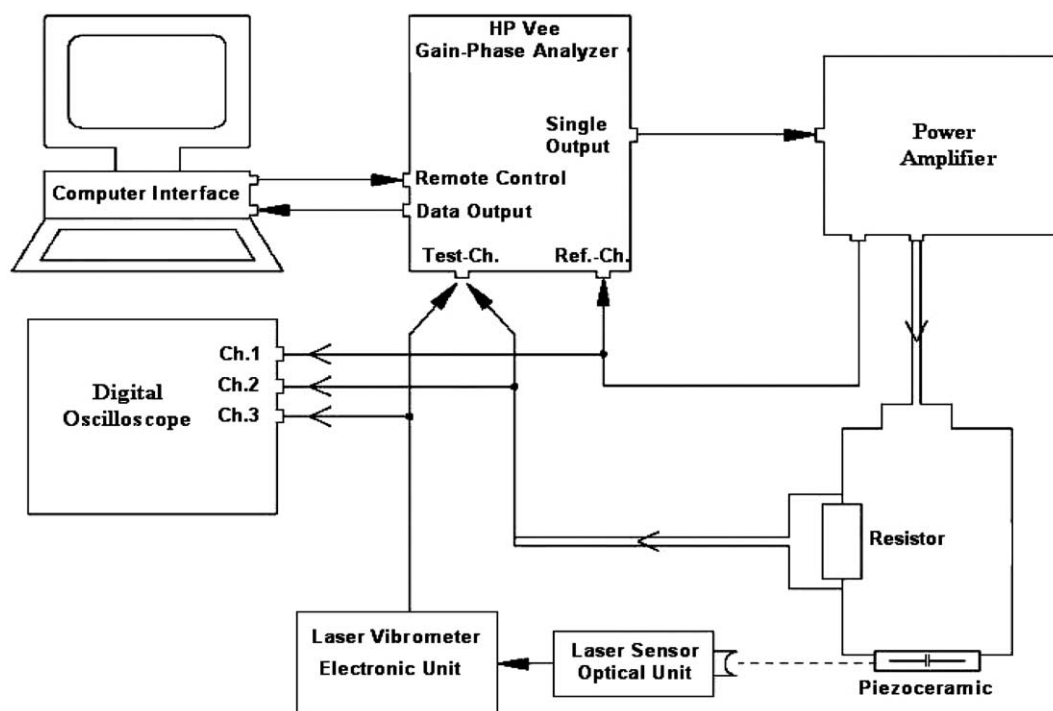 HP Vee
Gain-Phase Analyzer
Single
Output
Power
Amplifier
Computer Interface
Remote Control
Data Output
Test-Ch.
Ref.-Ch.
Ch.1
Ch.2
Ch.3
Digital
Oscilloscope
Resistor
Laser Vibrometer
Electronic Unit
Laser Sensor
Optical Unit
Piezoceramic